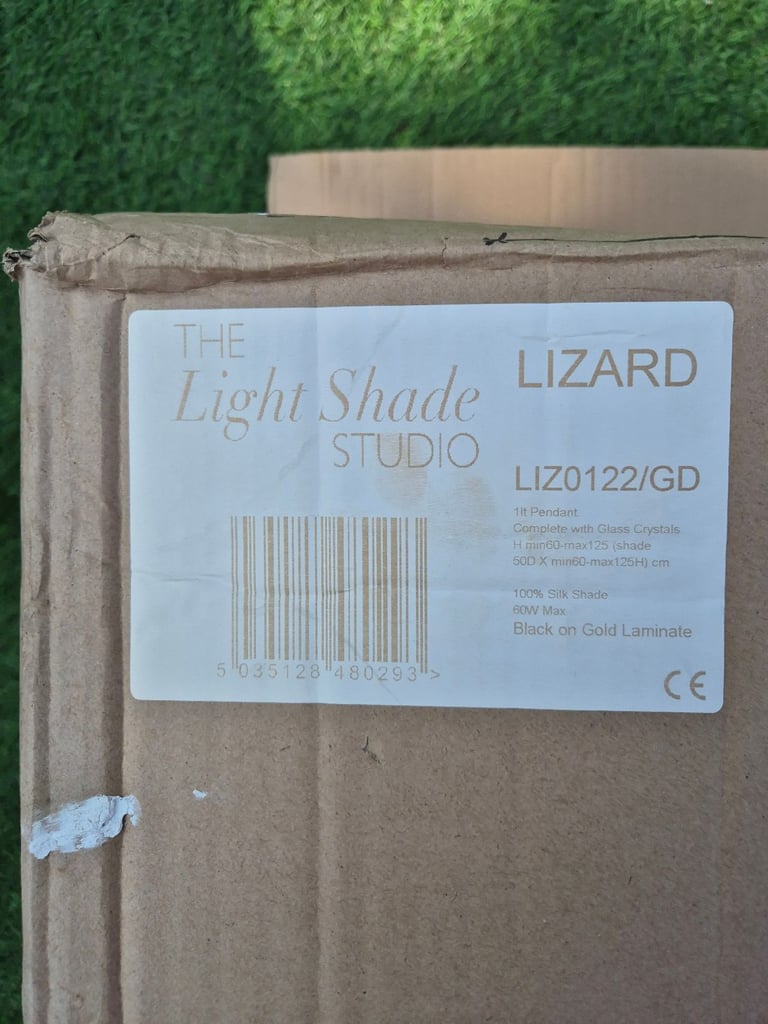 THE
Light Shade
STUDIO
LIZARD
LIZ0122/GD
1lt Pendant
Complete with Glass Crystals
H min60-max125 (shade
50D X min60-max125H) cm
100% Silk Shade
60W Max
Black on Gold Laminate
5 035128 480293 >
CE